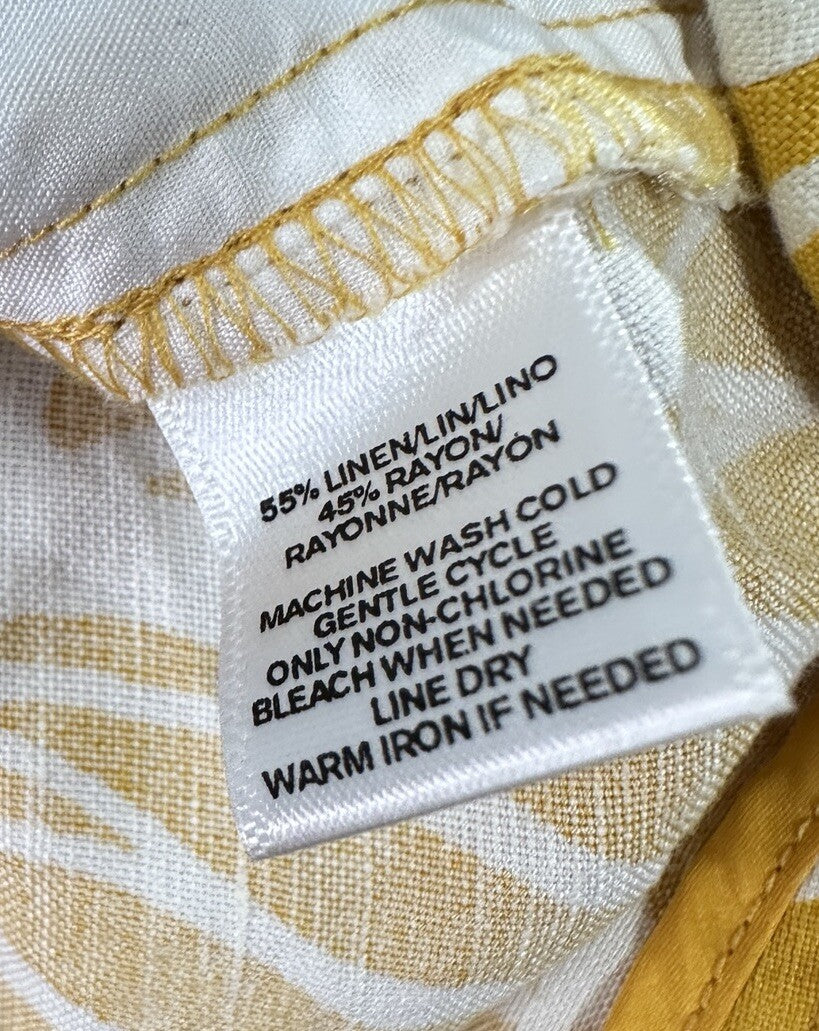 55% LINEN/LIN/LINO
45% RAYON/
RAYONNE/RAYÓN
MACHINE WASH COLD
GENTLE CYCLE
ONLY NON-CHLORINE
BLEACH WHEN NEEDED
LINE DRY
WARM IRON IF NEEDED